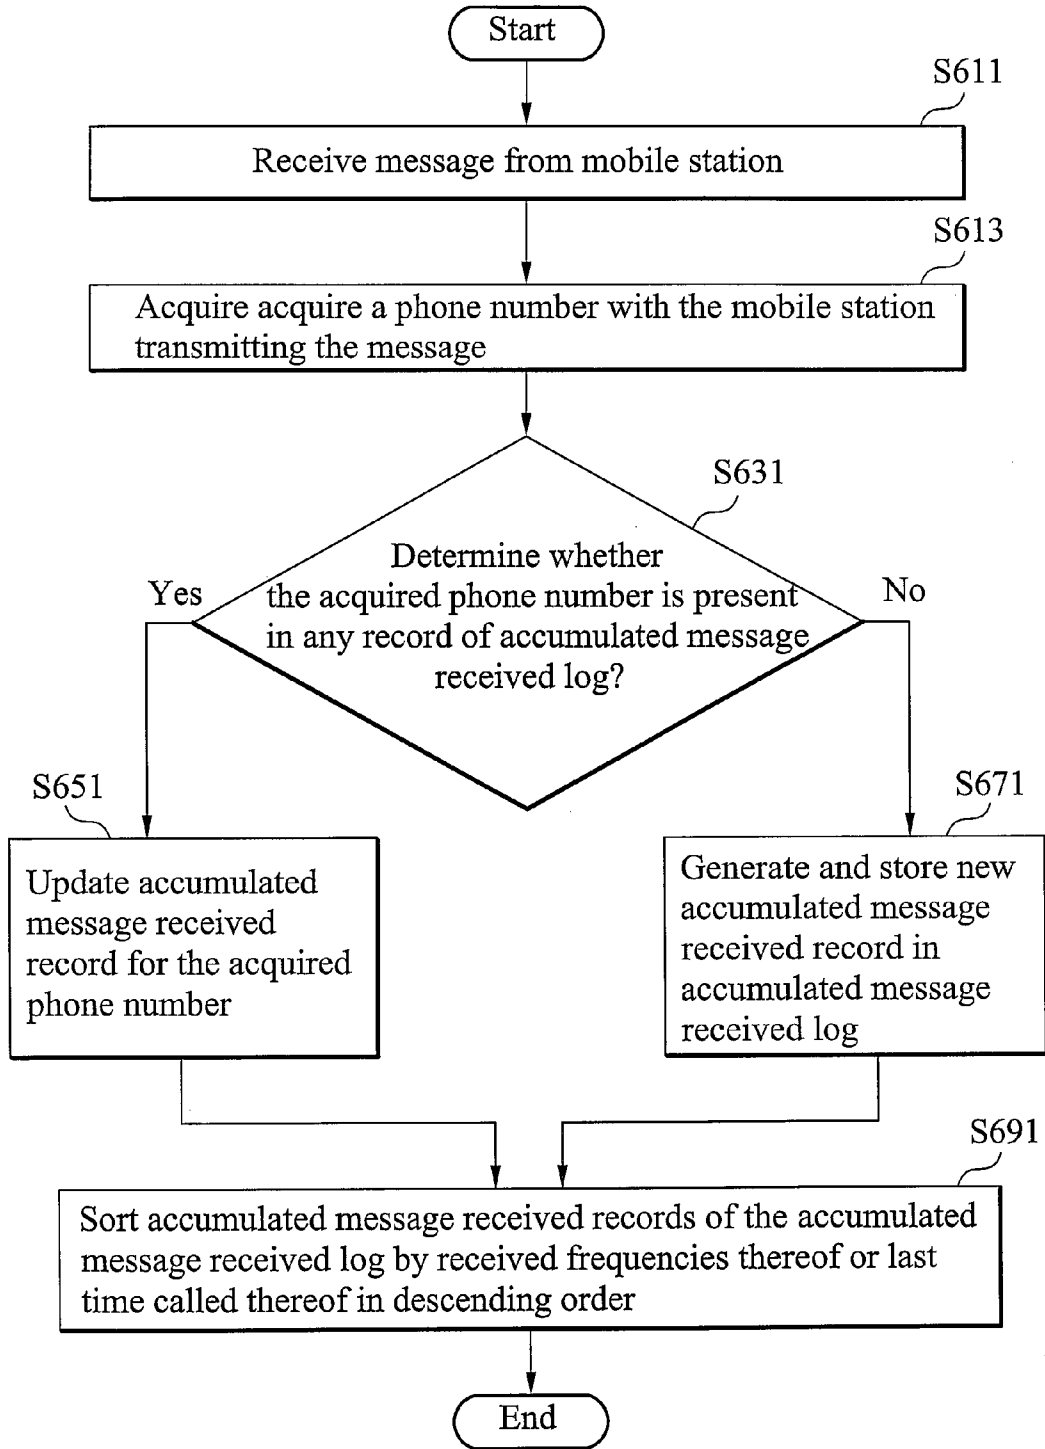 Start
S611
Receive message from mobile station
S613
Acquire acquire a phone number with the mobile station
transmitting the message
S631
Determine whether
the acquired phone number is present
in any record of accumulated message
received log?
Yes
No
S651
Update accumulated
message received
record for the acquired
phone number
S671
Generate and store new
accumulated message
received record in
accumulated message
received log
S691
Sort accumulated message received records of the accumulated
message received log by received frequencies thereof or last
time called thereof in descending order
End